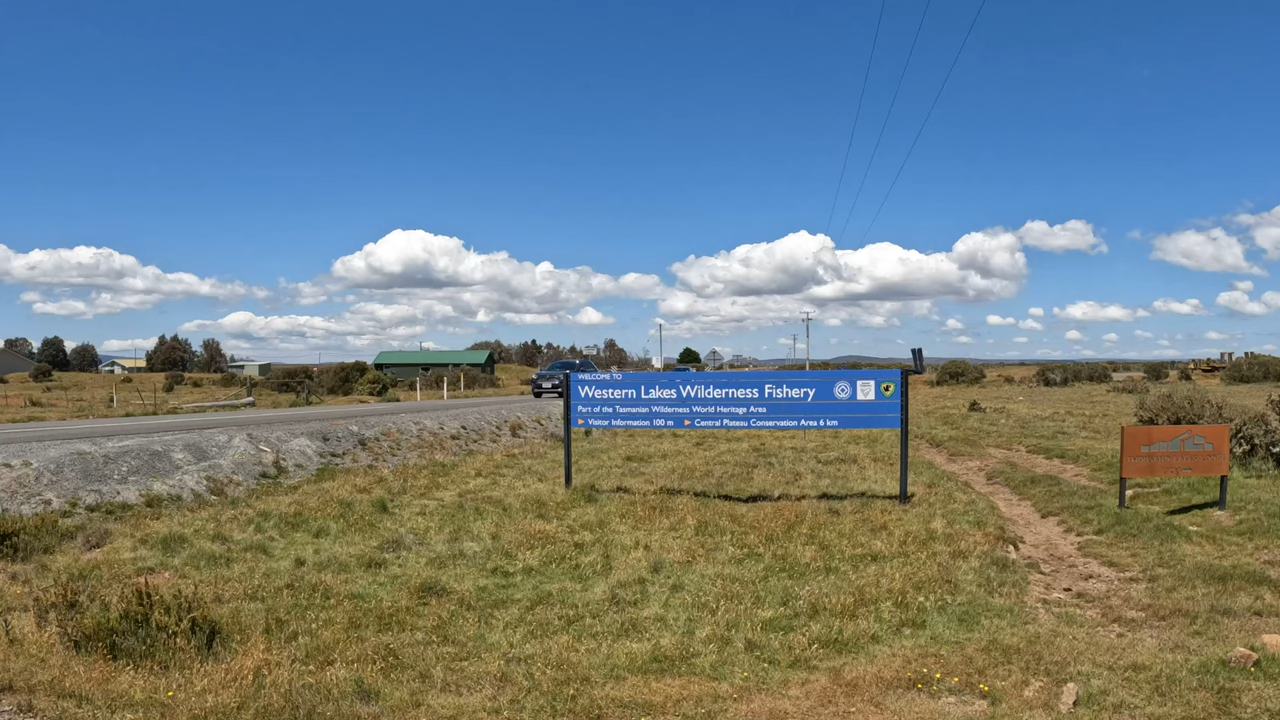 WELCOME TO
Western Lakes Wilderness Fishery
Part of the Tasmanian Wilderness World Heritage Area
Visitor Information 100 m Central Plateau Conservation Area 6 km